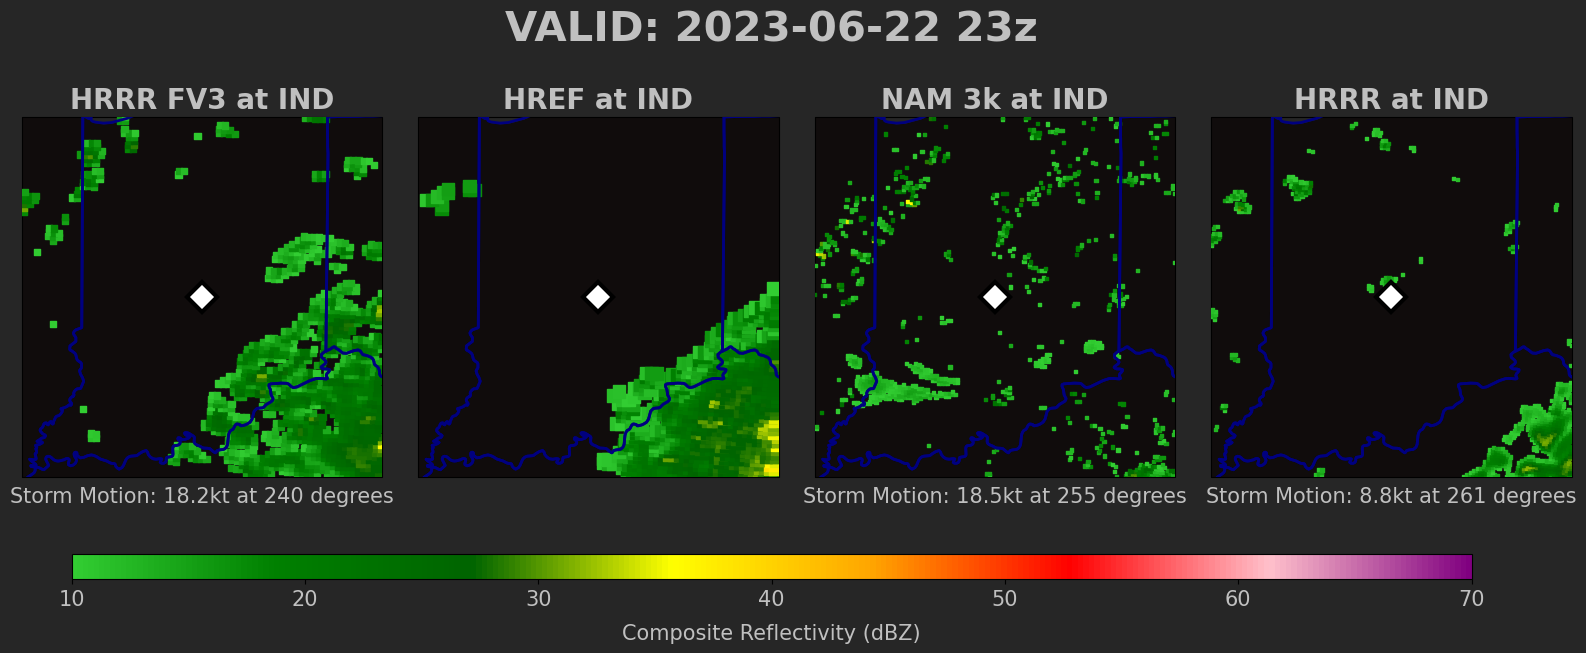 VALID: 2023-06-22 23z
HRRR FV3 at IND
HREF at IND
NAM 3k at IND
HRRR at IND
Storm Motion: 18.2kt at 240 degrees
Storm Motion: 18.5kt at 255 degrees
Storm Motion: 8.8kt at 261 degrees
10 20 30 40 50 60 70
Composite Reflectivity (dBZ)